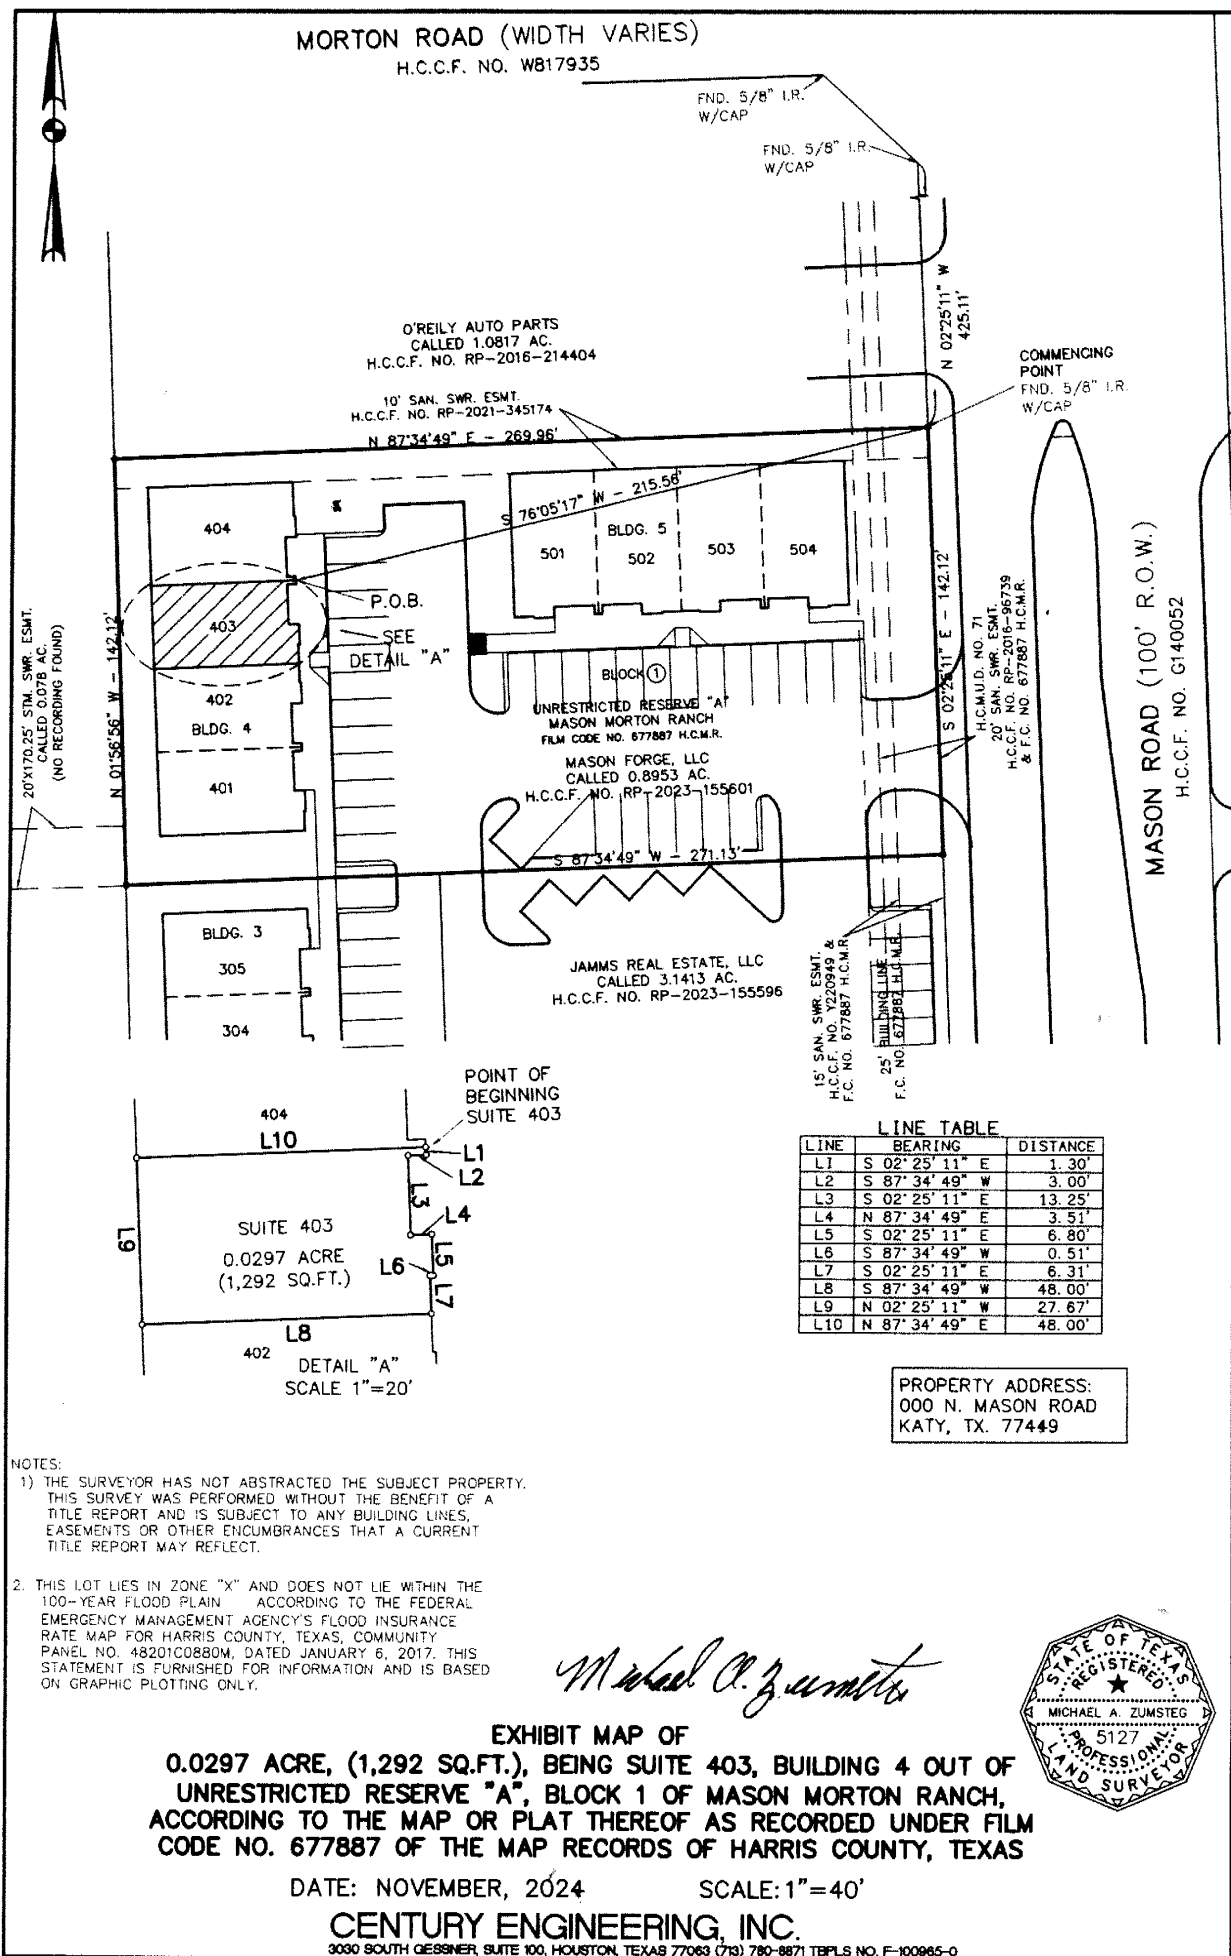 MORTON ROAD (WIDTH VARIES)
H.C.C.F. NO. W817935
FND. 5/8" I.R.
W/CAP
FND. 5/8" I.R.
W/CAP
N 02°25'11" W
425.11'
O'REILY AUTO PARTS
CALLED 1.0817 AC.
H.C.C.F. NO. RP-2016-214404
COMMENCING
POINT
FND. 5/8" I.R.
W/CAP
10' SAN. SWR. ESMT.
H.C.C.F. NO. RP-2021-345174
N 87°34'49" E - 269.96'
S 76°05'17" W - 215.56'
404
BLDG. 5
501
502
503
504
P.O.B.
403
SEE
DETAIL "A"
20'X170.25' STM. SWR. ESMT.
CALLED 0.078 AC.
(NO RECORDING FOUND)
N 01°56'56" W - 142.12'
402
BLDG. 4
401
BLOCK 1
UNRESTRICTED RESERVE "A"
MASON MORTON RANCH
FILM CODE NO. 677887 H.C.M.R.
MASON FORGE, LLC
CALLED 0.8953 AC.
H.C.C.F. NO. RP-2023-155601
S 87°34'49" W - 271.13'
S 02°25'11" E - 142.12'
H.C.M.U.D. NO. 71
20' SAN. SWR. ESMT.
H.C.C.F. NO. RP-2016-96739
& F.C. NO. 677887 H.C.M.R.
MASON ROAD (100' R.O.W.)
H.C.C.F. NO. G140052
BLDG. 3
305
304
JAMMS REAL ESTATE, LLC
CALLED 3.1413 AC.
H.C.C.F. NO. RP-2023-155596
15' SAN. SWR. ESMT.
H.C.C.F. NO. Y220949 &
F.C. NO. 677887 H.C.M.R.
25' BUILDING LINE
F.C. NO. 677887 H.C.M.R.
POINT OF
BEGINNING
SUITE 403
404
L10
L1
L2
L3
L4
L9
SUITE 403
0.0297 ACRE
(1,292 SQ.FT.)
L6
L5
L7
L8
402
DETAIL "A"
SCALE 1"=20'
LINE TABLE
LINE BEARING DISTANCE
L1 S 02°25'11" E 1.30'
L2 S 87°34'49" W 3.00'
L3 S 02°25'11" E 13.25'
L4 N 87°34'49" E 3.51'
L5 S 02°25'11" E 6.80'
L6 S 87°34'49" W 0.51'
L7 S 02°25'11" E 6.31'
L8 S 87°34'49" W 48.00'
L9 N 02°25'11" W 27.67'
L10 N 87°34'49" E 48.00'
PROPERTY ADDRESS:
000 N. MASON ROAD
KATY, TX. 77449
NOTES:
1) THE SURVEYOR HAS NOT ABSTRACTED THE SUBJECT PROPERTY.
THIS SURVEY WAS PERFORMED WITHOUT THE BENEFIT OF A
TITLE REPORT AND IS SUBJECT TO ANY BUILDING LINES,
EASEMENTS OR OTHER ENCUMBRANCES THAT A CURRENT
TITLE REPORT MAY REFLECT.
2. THIS LOT LIES IN ZONE "X" AND DOES NOT LIE WITHIN THE
100-YEAR FLOOD PLAIN ACCORDING TO THE FEDERAL
EMERGENCY MANAGEMENT AGENCY'S FLOOD INSURANCE
RATE MAP FOR HARRIS COUNTY, TEXAS, COMMUNITY
PANEL NO. 48201C0880M, DATED JANUARY 6, 2017. THIS
STATEMENT IS FURNISHED FOR INFORMATION AND IS BASED
ON GRAPHIC PLOTTING ONLY.
Michael A. Zumsteg
STATE OF TEXAS
REGISTERED
MICHAEL A. ZUMSTEG
5127
PROFESSIONAL
LAND SURVEYOR
EXHIBIT MAP OF
0.0297 ACRE, (1,292 SQ.FT.), BEING SUITE 403, BUILDING 4 OUT OF
UNRESTRICTED RESERVE "A", BLOCK 1 OF MASON MORTON RANCH,
ACCORDING TO THE MAP OR PLAT THEREOF AS RECORDED UNDER FILM
CODE NO. 677887 OF THE MAP RECORDS OF HARRIS COUNTY, TEXAS
DATE: NOVEMBER, 2024 SCALE: 1"=40'
CENTURY ENGINEERING, INC.
3030 SOUTH GESSNER, SUITE 100, HOUSTON, TEXAS 77063 (713) 780-8871 TBPLS NO. F-100965-0